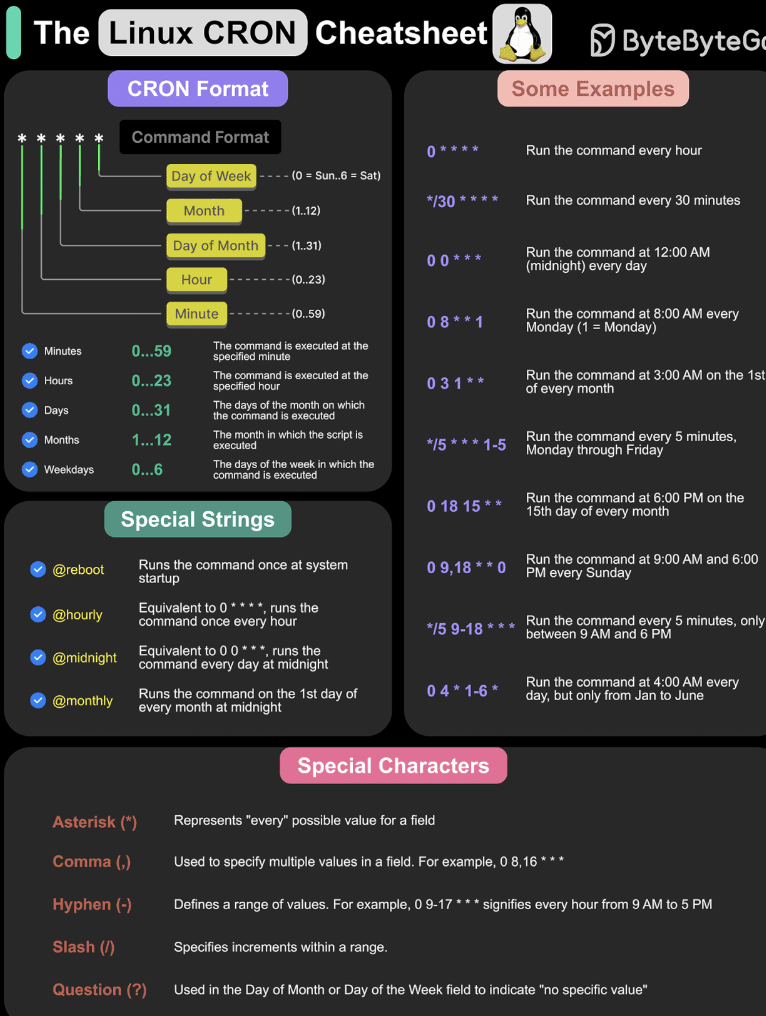 The Linux CRON Cheatsheet
ByteByteGo
CRON Format
* * * * * Command Format
Day of Week (0 = Sun..6 = Sat)
Month (1..12)
Day of Month (1..31)
Hour (0..23)
Minute (0..59)
Minutes 0...59 The command is executed at the
specified minute
Hours 0...23 The command is executed at the
specified hour
Days 0...31 The days of the month on which
the command is executed
Months 1...12 The month in which the script is
executed
Weekdays 0...6 The days of the week in which the
command is executed
Special Strings
@reboot Runs the command once at system
startup
@hourly Equivalent to 0 * * * *, runs the
command once every hour
@midnight Equivalent to 0 0 * * *, runs the
command every day at midnight
@monthly Runs the command on the 1st day of
every month at midnight
Some Examples
0 * * * * Run the command every hour
*/30 * * * * Run the command every 30 minutes
0 0 * * * Run the command at 12:00 AM
(midnight) every day
0 8 * * 1 Run the command at 8:00 AM every
Monday (1 = Monday)
0 3 1 * * Run the command at 3:00 AM on the 1st
of every month
*/5 * * * 1-5 Run the command every 5 minutes,
Monday through Friday
0 18 15 * * Run the command at 6:00 PM on the
15th day of every month
0 9,18 * * 0 Run the command at 9:00 AM and 6:00
PM every Sunday
*/5 9-18 * * * Run the command every 5 minutes, only
between 9 AM and 6 PM
0 4 * 1-6 * Run the command at 4:00 AM every
day, but only from Jan to June
Special Characters
Asterisk (*) Represents "every" possible value for a field
Comma (,) Used to specify multiple values in a field. For example, 0 8,16 * * *
Hyphen (-) Defines a range of values. For example, 0 9-17 * * * signifies every hour from 9 AM to 5 PM
Slash (/) Specifies increments within a range.
Question (?) Used in the Day of Month or Day of the Week field to indicate "no specific value"